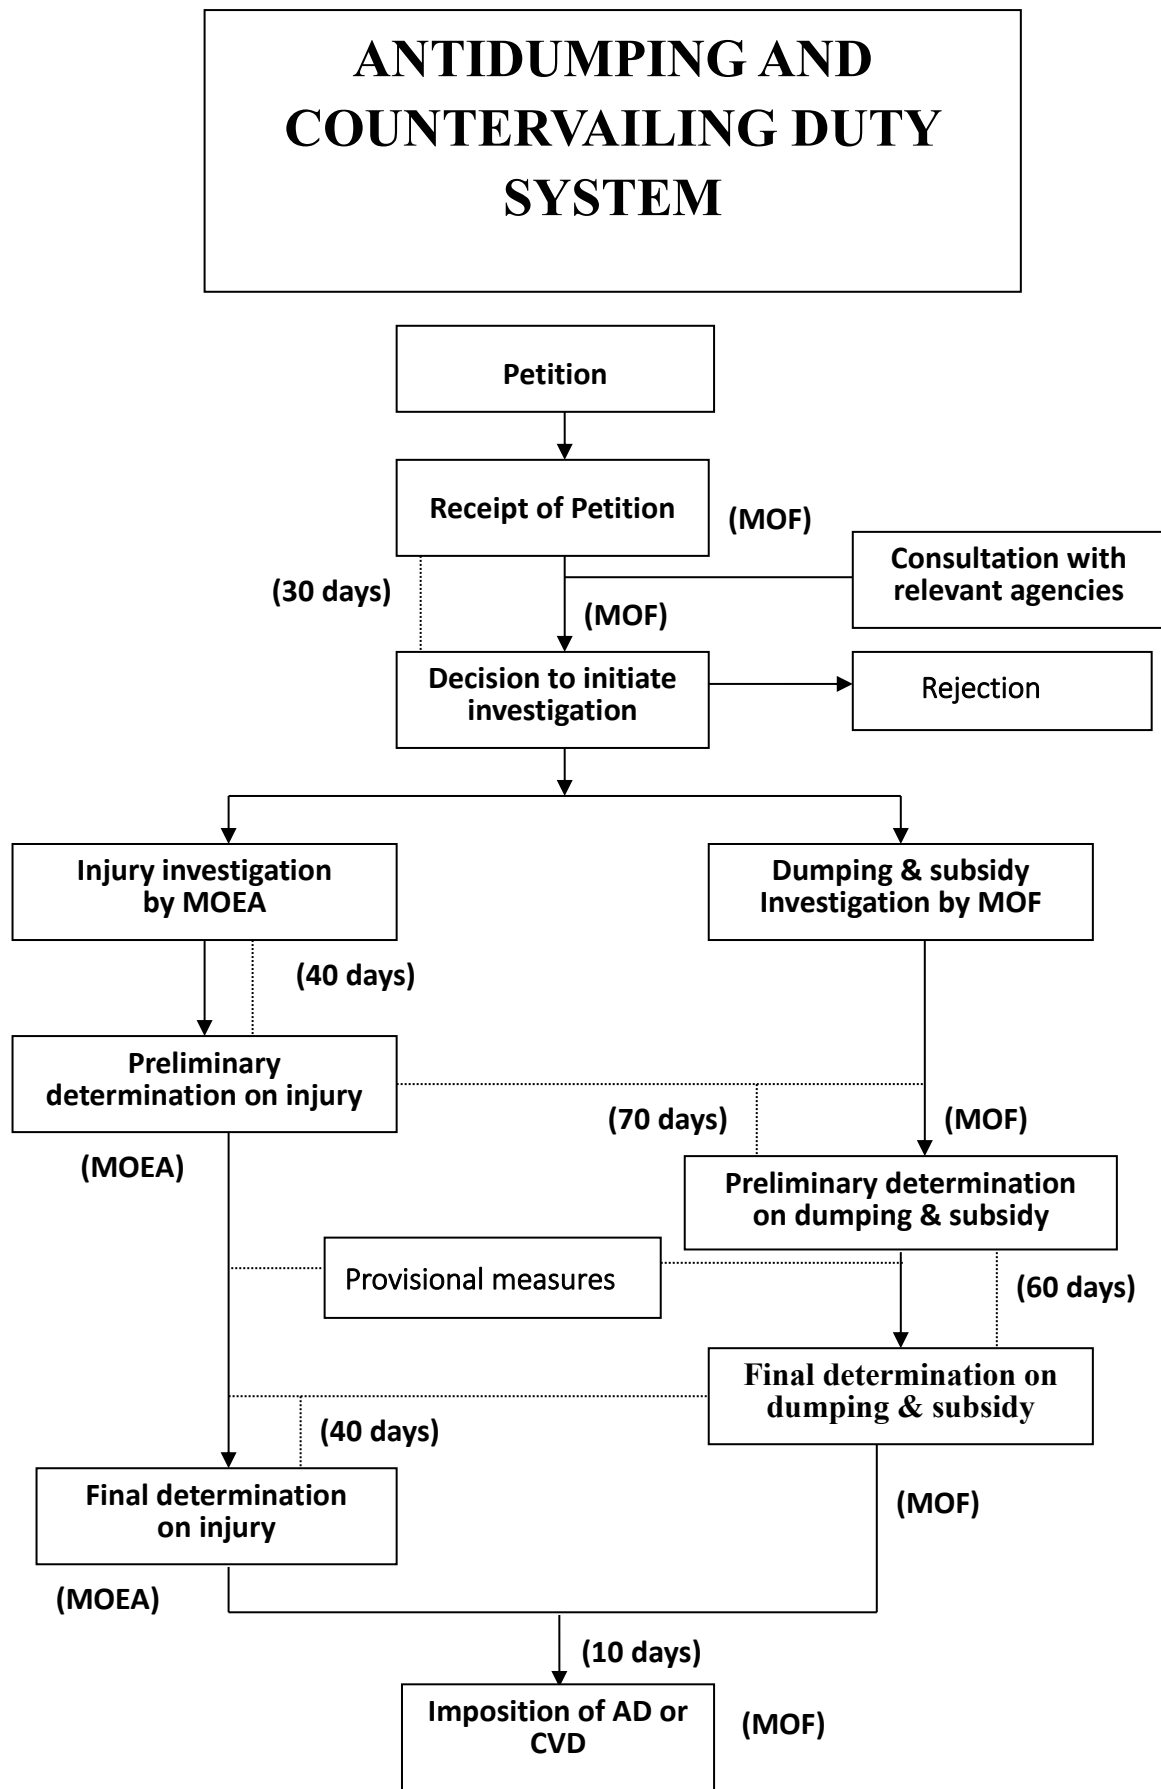 ANTIDUMPING AND
COUNTERVAILING DUTY
SYSTEM
Petition
Receipt of Petition
(MOF)
Consultation with
relevant agencies
(30 days)
(MOF)
Decision to initiate
investigation
Rejection
Injury investigation
by MOEA
Dumping & subsidy
Investigation by MOF
(40 days)
Preliminary
determination on injury
(70 days)
(MOF)
(MOEA)
Preliminary determination
on dumping & subsidy
Provisional measures
(60 days)
Final determination on
dumping & subsidy
(40 days)
Final determination
on injury
(MOF)
(MOEA)
(10 days)
Imposition of AD or
CVD
(MOF)